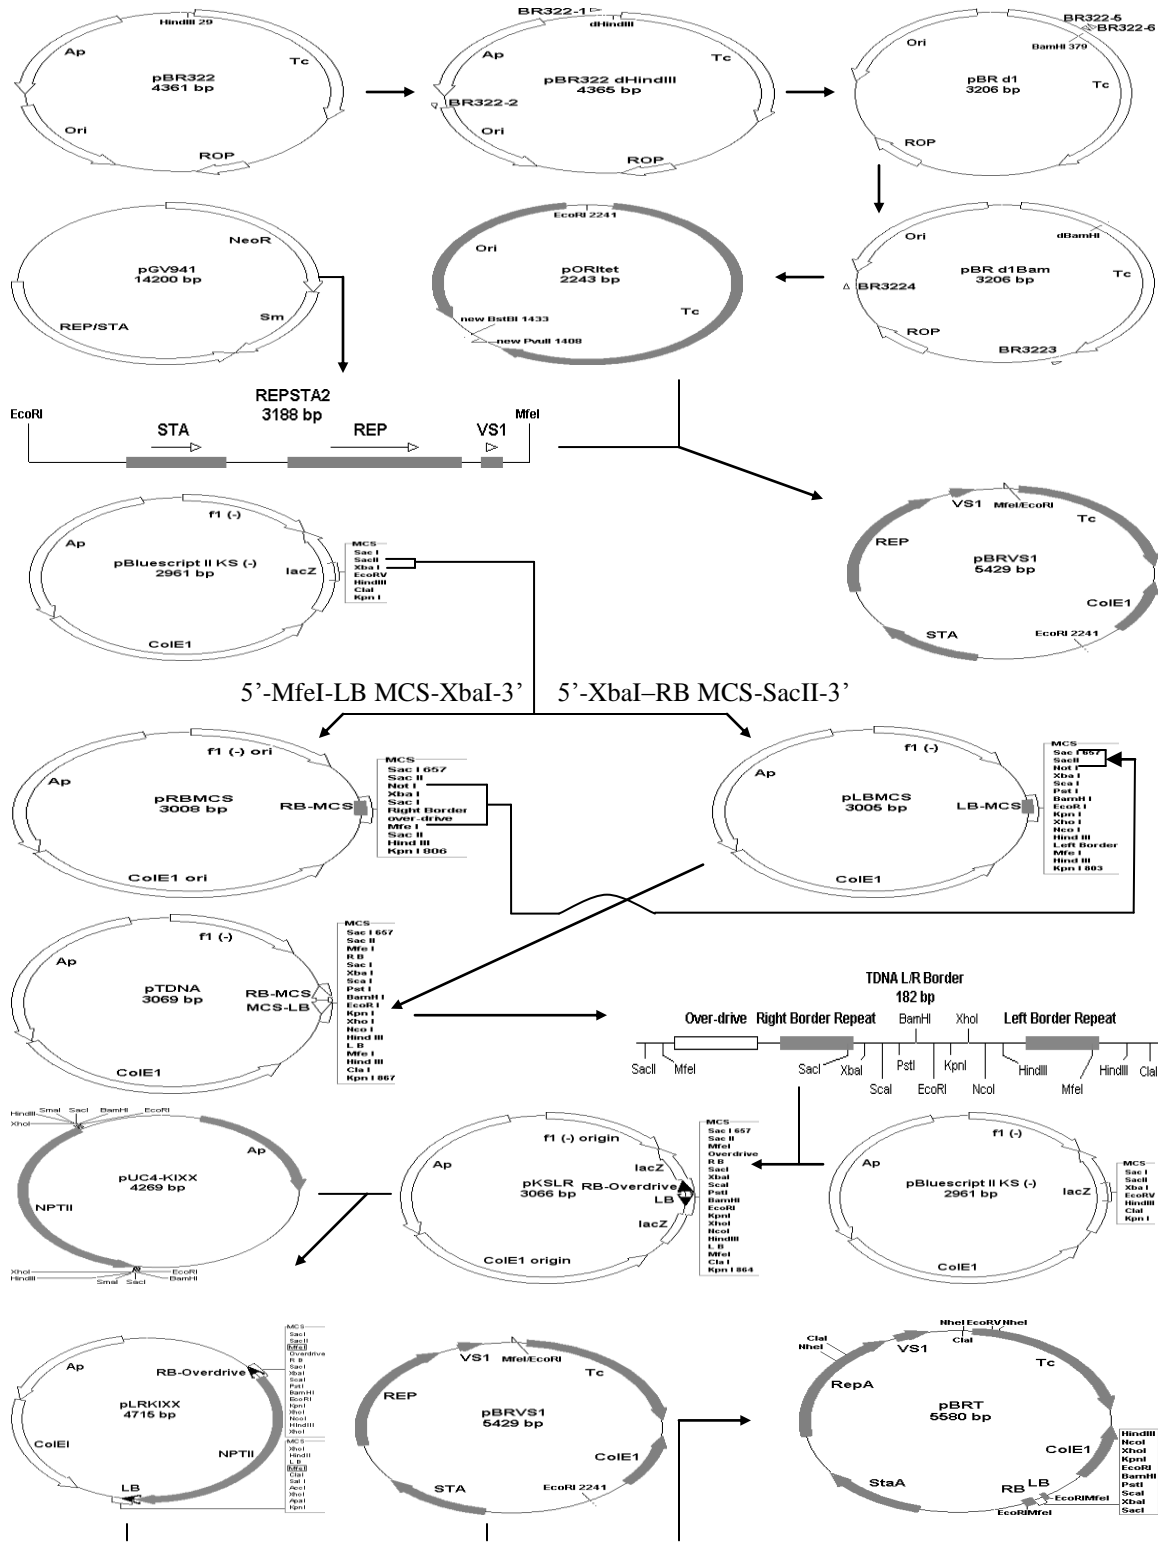 HindIII 29
Ap
Tc
pBR322
4361 bp
Ori
ROP
BR322-1
dHindIII
Ap
Tc
pBR322 dHindIII
4365 bp
BR322-2
Ori
ROP
BR322-5
BR322-6
BamHI 379
Ori
pBR d1
3206 bp
Tc
ROP
NeoR
pGV941
14200 bp
Sm
REP/STA
EcoRI 2241
Ori
pORItet
2243 bp
Tc
new BstBI 1433
new PvuII 1408
Ori
dBamHI
pBR d1Bam
3206 bp
Tc
BR3224
ROP
BR3223
REPSTA2
3188 bp
EcoRI
MfeI
STA
REP
VS1
f1 (-)
Ap
pBluescript II KS (-)
2961 bp
lacZ
ColE1
MCS
Sac I
SacII
Xba I
EcoRV
HindIII
ClaI
Kpn I
VS1
MfeI/EcoRI
Tc
REP
pBRVS1
5429 bp
ColE1
EcoRI 2241
STA
5’-MfeI-LB MCS-XbaI-3’
5’-XbaI–RB MCS-SacII-3’
f1 (-) ori
Ap
pRBMCS
3008 bp
RB-MCS
ColE1 ori
MCS
Sac I 657
Sac II
Not I
Xba I
Sac I
Right Border
over-drive
Mfe I
Sac II
Hind III
Kpn I 806
f1 (-)
Ap
pLBMCS
3005 bp
LB-MCS
ColE1
MCS
Sac I 657
SacII
Not I
Xba I
Sca I
Pst I
BamH I
EcoR I
Kpn I
Xho I
Nco I
Hind III
Left Border
Mfe I
Hind III
Kpn I 803
f1 (-)
Ap
pTDNA
3069 bp
RB-MCS
MCS-LB
ColE1
MCS
Sac I 657
Sac II
Mfe I
R B
Sac I
Xba I
Sca I
Pst I
BamH I
EcoR I
Kpn I
Xho I
Nco I
Hind III
L B
Mfe I
Hind III
Cla I
Kpn I 867
TDNA L/R Border
182 bp
Over-drive
Right Border Repeat
BamHI
XhoI
Left Border Repeat
SacII
MfeI
SacI
XbaI
ScaI
PstI
EcoRI
KpnI
NcoI
HindIII
MfeI
HindIII
ClaI
HindIII
SmaI
SacI
BamHI
EcoRI
XhoI
Ap
pUC4-KIXX
4269 bp
NPTII
XhoI
HindIII
SmaI
SacI
EcoRI
BamHI
f1 (-) origin
Ap
lacZ
pKSLR
3066 bp
RB-Overdrive
LB
lacZ
ColE1 origin
MCS
Sac I 657
Sac II
MfeI
Overdrive
R B
SacI
XbaI
ScaI
PstI
BamHI
EcoRI
KpnI
XhoI
NcoI
HindIII
L B
MfeI
Cla I
Kpn I 864
f1 (-)
Ap
pBluescript II KS (-)
2961 bp
lacZ
ColE1
MCS
Sac I
SacII
Xba I
EcoRV
HindIII
ClaI
Kpn I
Ap
RB-Overdrive
pLRKIXX
4715 bp
ColEI
NPTII
LB
MCS
SacI
SacII
MfeI
Overdrive
R B
SacI
XbaI
ScaI
PstI
BamHI
EcoRI
KpnI
XhoI
NcoI
HindIII
XhoI
MCS
XhoI
HindII
L B
MfeI
ClaI
Sal I
AccI
XhoI
ApaI
KpnI
VS1
MfeI/EcoRI
Tc
REP
pBRVS1
5429 bp
ColE1
EcoRI 2241
STA
NheI
EcoRV
NheI
ClaI
ClaI
NheI
VS1
Tc
RepA
pBRT
5580 bp
ColE1
StaA
RB
LB
EcoRIMfeI
EcoRIMfeI
HindIII
NcoI
XhoI
KpnI
EcoRI
BamHI
PstI
ScaI
XbaI
SacI